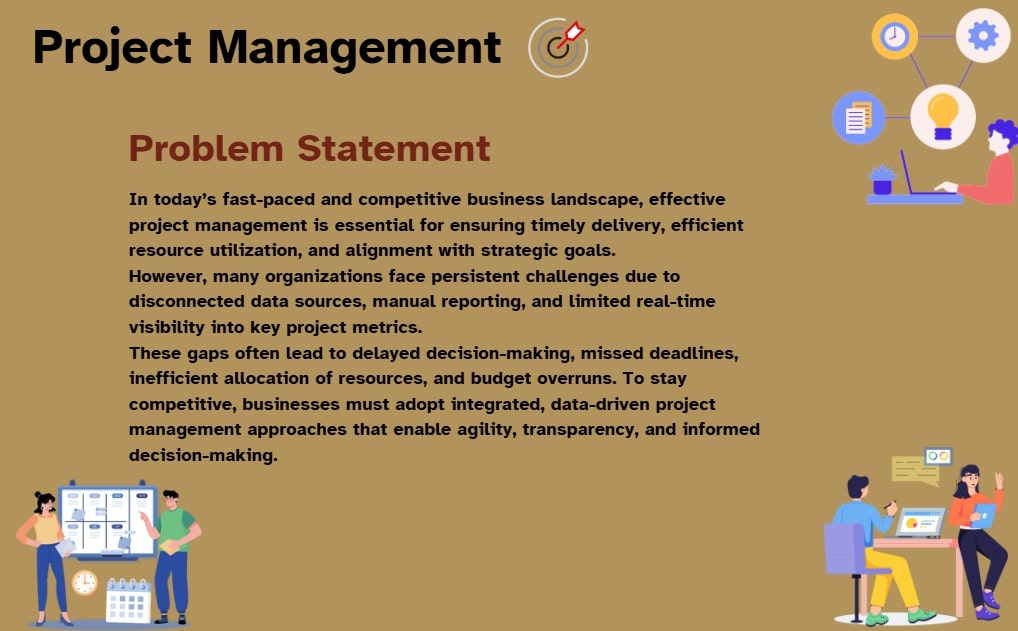 Project Management
Problem Statement
In today’s fast-paced and competitive business landscape, effective
project management is essential for ensuring timely delivery, efficient
resource utilization, and alignment with strategic goals.
However, many organizations face persistent challenges due to
disconnected data sources, manual reporting, and limited real-time
visibility into key project metrics.
These gaps often lead to delayed decision-making, missed deadlines,
inefficient allocation of resources, and budget overruns. To stay
competitive, businesses must adopt integrated, data-driven project
management approaches that enable agility, transparency, and informed
decision-making.